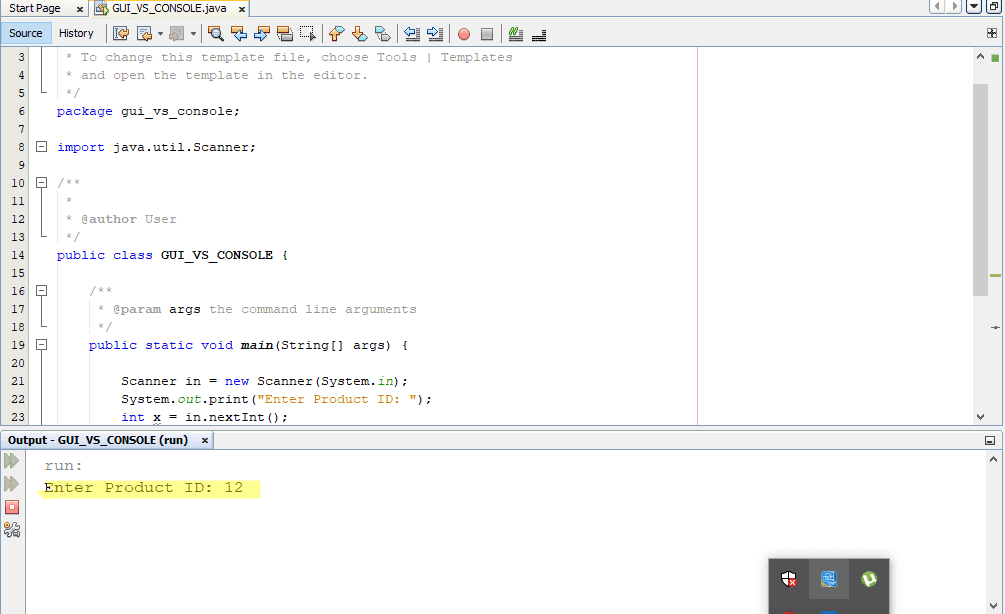 Start Page x GUI_VS_CONSOLE.java x
Source History
3 * To change this template file, choose Tools | Templates
4 * and open the template in the editor.
5 */
6 package gui_vs_console;
7
8 import java.util.Scanner;
9
10 /**
11 *
12 * @author User
13 */
14 public class GUI_VS_CONSOLE {
15
16 /**
17 * @param args the command line arguments
18 */
19 public static void main(String[] args) {
20
21 Scanner in = new Scanner(System.in);
22 System.out.print("Enter Product ID: ");
23 int x = in.nextInt();
Output - GUI_VS_CONSOLE (run) x
run:
Enter Product ID: 12